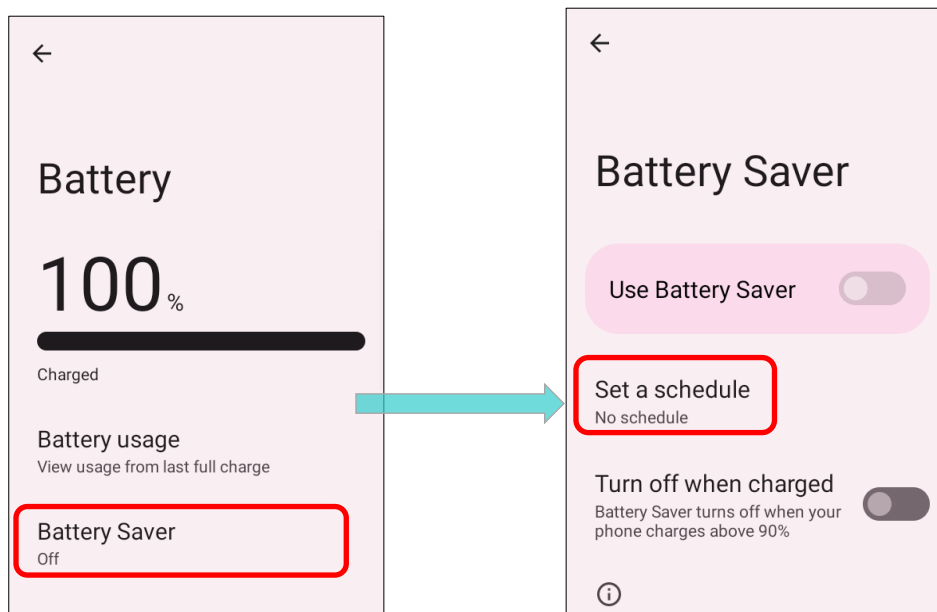 Battery
100 %
Charged
Battery usage
View usage from last full charge
Battery Saver
Off
Battery Saver
Use Battery Saver
Set a schedule
No schedule
Turn off when charged
Battery Saver turns off when your
phone charges above 90%